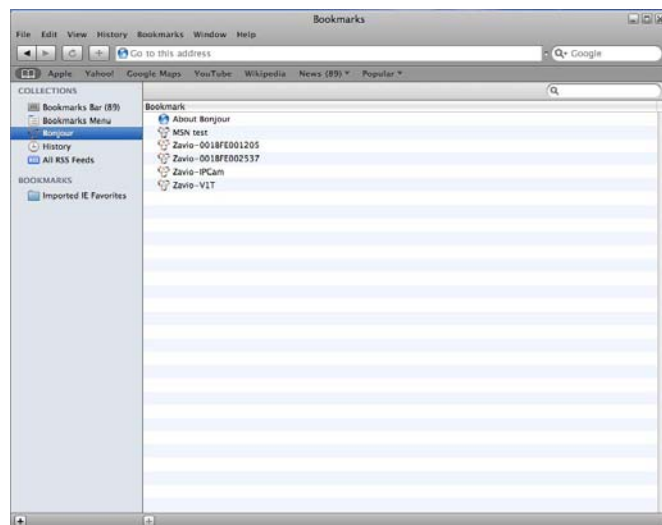 Bookmarks
File Edit View History Bookmarks Window Help
Go to this address
Google
Apple Yahoo! Google Maps YouTube Wikipedia News (89) Popular
COLLECTIONS
Bookmarks Bar (89)
Bookmarks Menu
Bonjour
History
All RSS Feeds
BOOKMARKS
Imported IE Favorites
Bookmark
About Bonjour
MSN test
Zavio-0018FE001205
Zavio-0018FE002537
Zavio-IPCam
Zavio-V1T